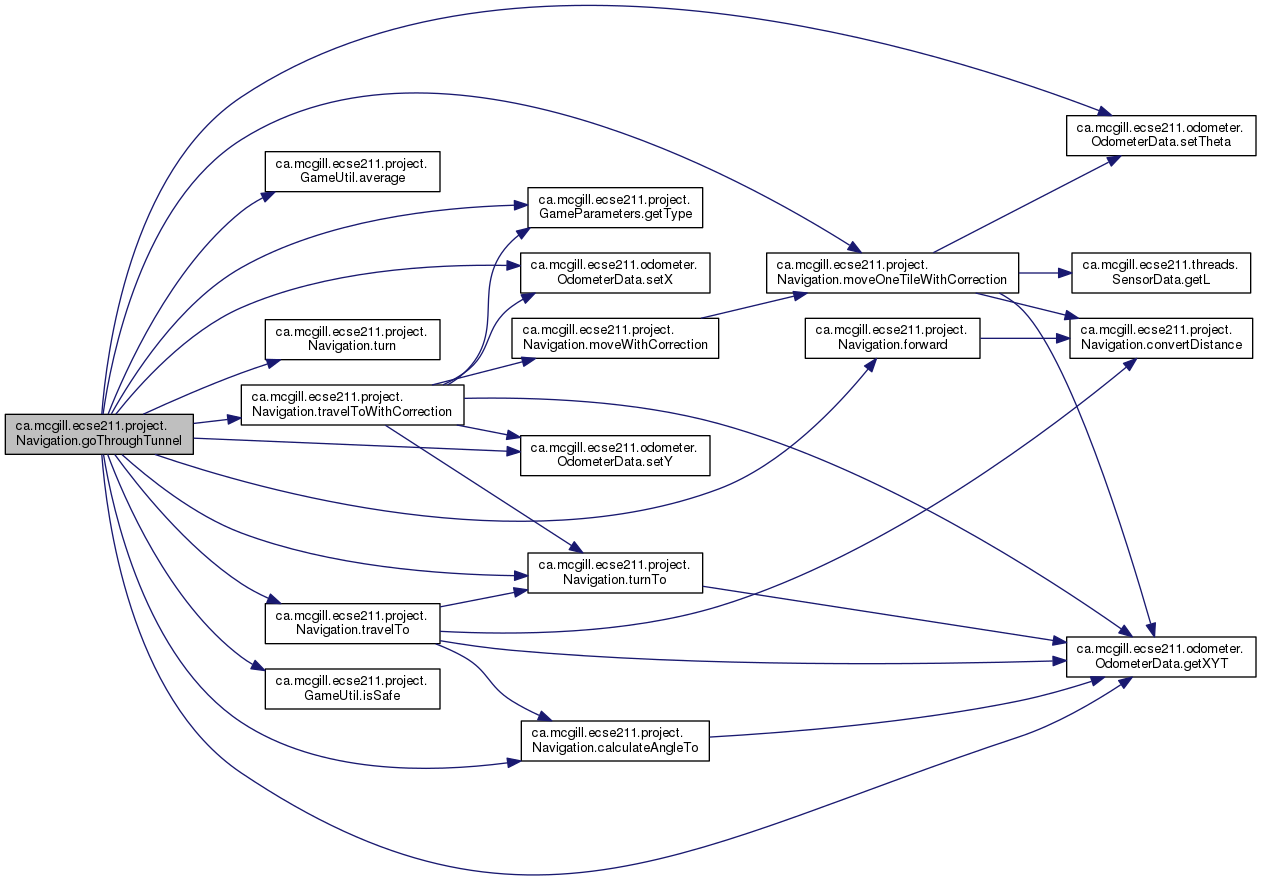 ca.mcgill.ecse211.odometer.
OdometerData.setTheta
ca.mcgill.ecse211.project.
GameUtil.average
ca.mcgill.ecse211.project.
GameParameters.getType
ca.mcgill.ecse211.odometer.
OdometerData.setX
ca.mcgill.ecse211.project.
Navigation.moveOneTileWithCorrection
ca.mcgill.ecse211.threads.
SensorData.getL
ca.mcgill.ecse211.project.
Navigation.turn
ca.mcgill.ecse211.project.
Navigation.moveWithCorrection
ca.mcgill.ecse211.project.
Navigation.forward
ca.mcgill.ecse211.project.
Navigation.convertDistance
ca.mcgill.ecse211.project.
Navigation.travelToWithCorrection
ca.mcgill.ecse211.project.
Navigation.goThroughTunnel
ca.mcgill.ecse211.odometer.
OdometerData.setY
ca.mcgill.ecse211.project.
Navigation.turnTo
ca.mcgill.ecse211.project.
Navigation.travelTo
ca.mcgill.ecse211.odometer.
OdometerData.getXYT
ca.mcgill.ecse211.project.
GameUtil.isSafe
ca.mcgill.ecse211.project.
Navigation.calculateAngleTo